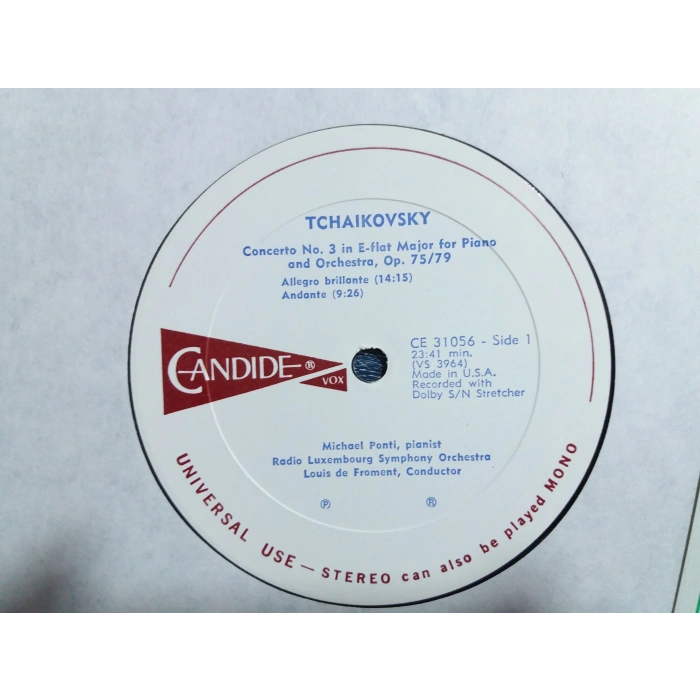 TCHAIKOVSKY
Concerto No. 3 in E-flat Major for Piano
and Orchestra, Op. 75/79
Allegro brillante (14:15)
Andante (9:26)
CANDIDE ®
VOX
CE 31056 - Side 1
23:41 min.
(VS 3964)
Made in U.S.A.
Recorded with
Dolby S/N Stretcher
Michael Ponti, pianist
Radio Luxembourg Symphony Orchestra
Louis de Froment, Conductor
℗ ®
UNIVERSAL USE — STEREO can also be played MONO